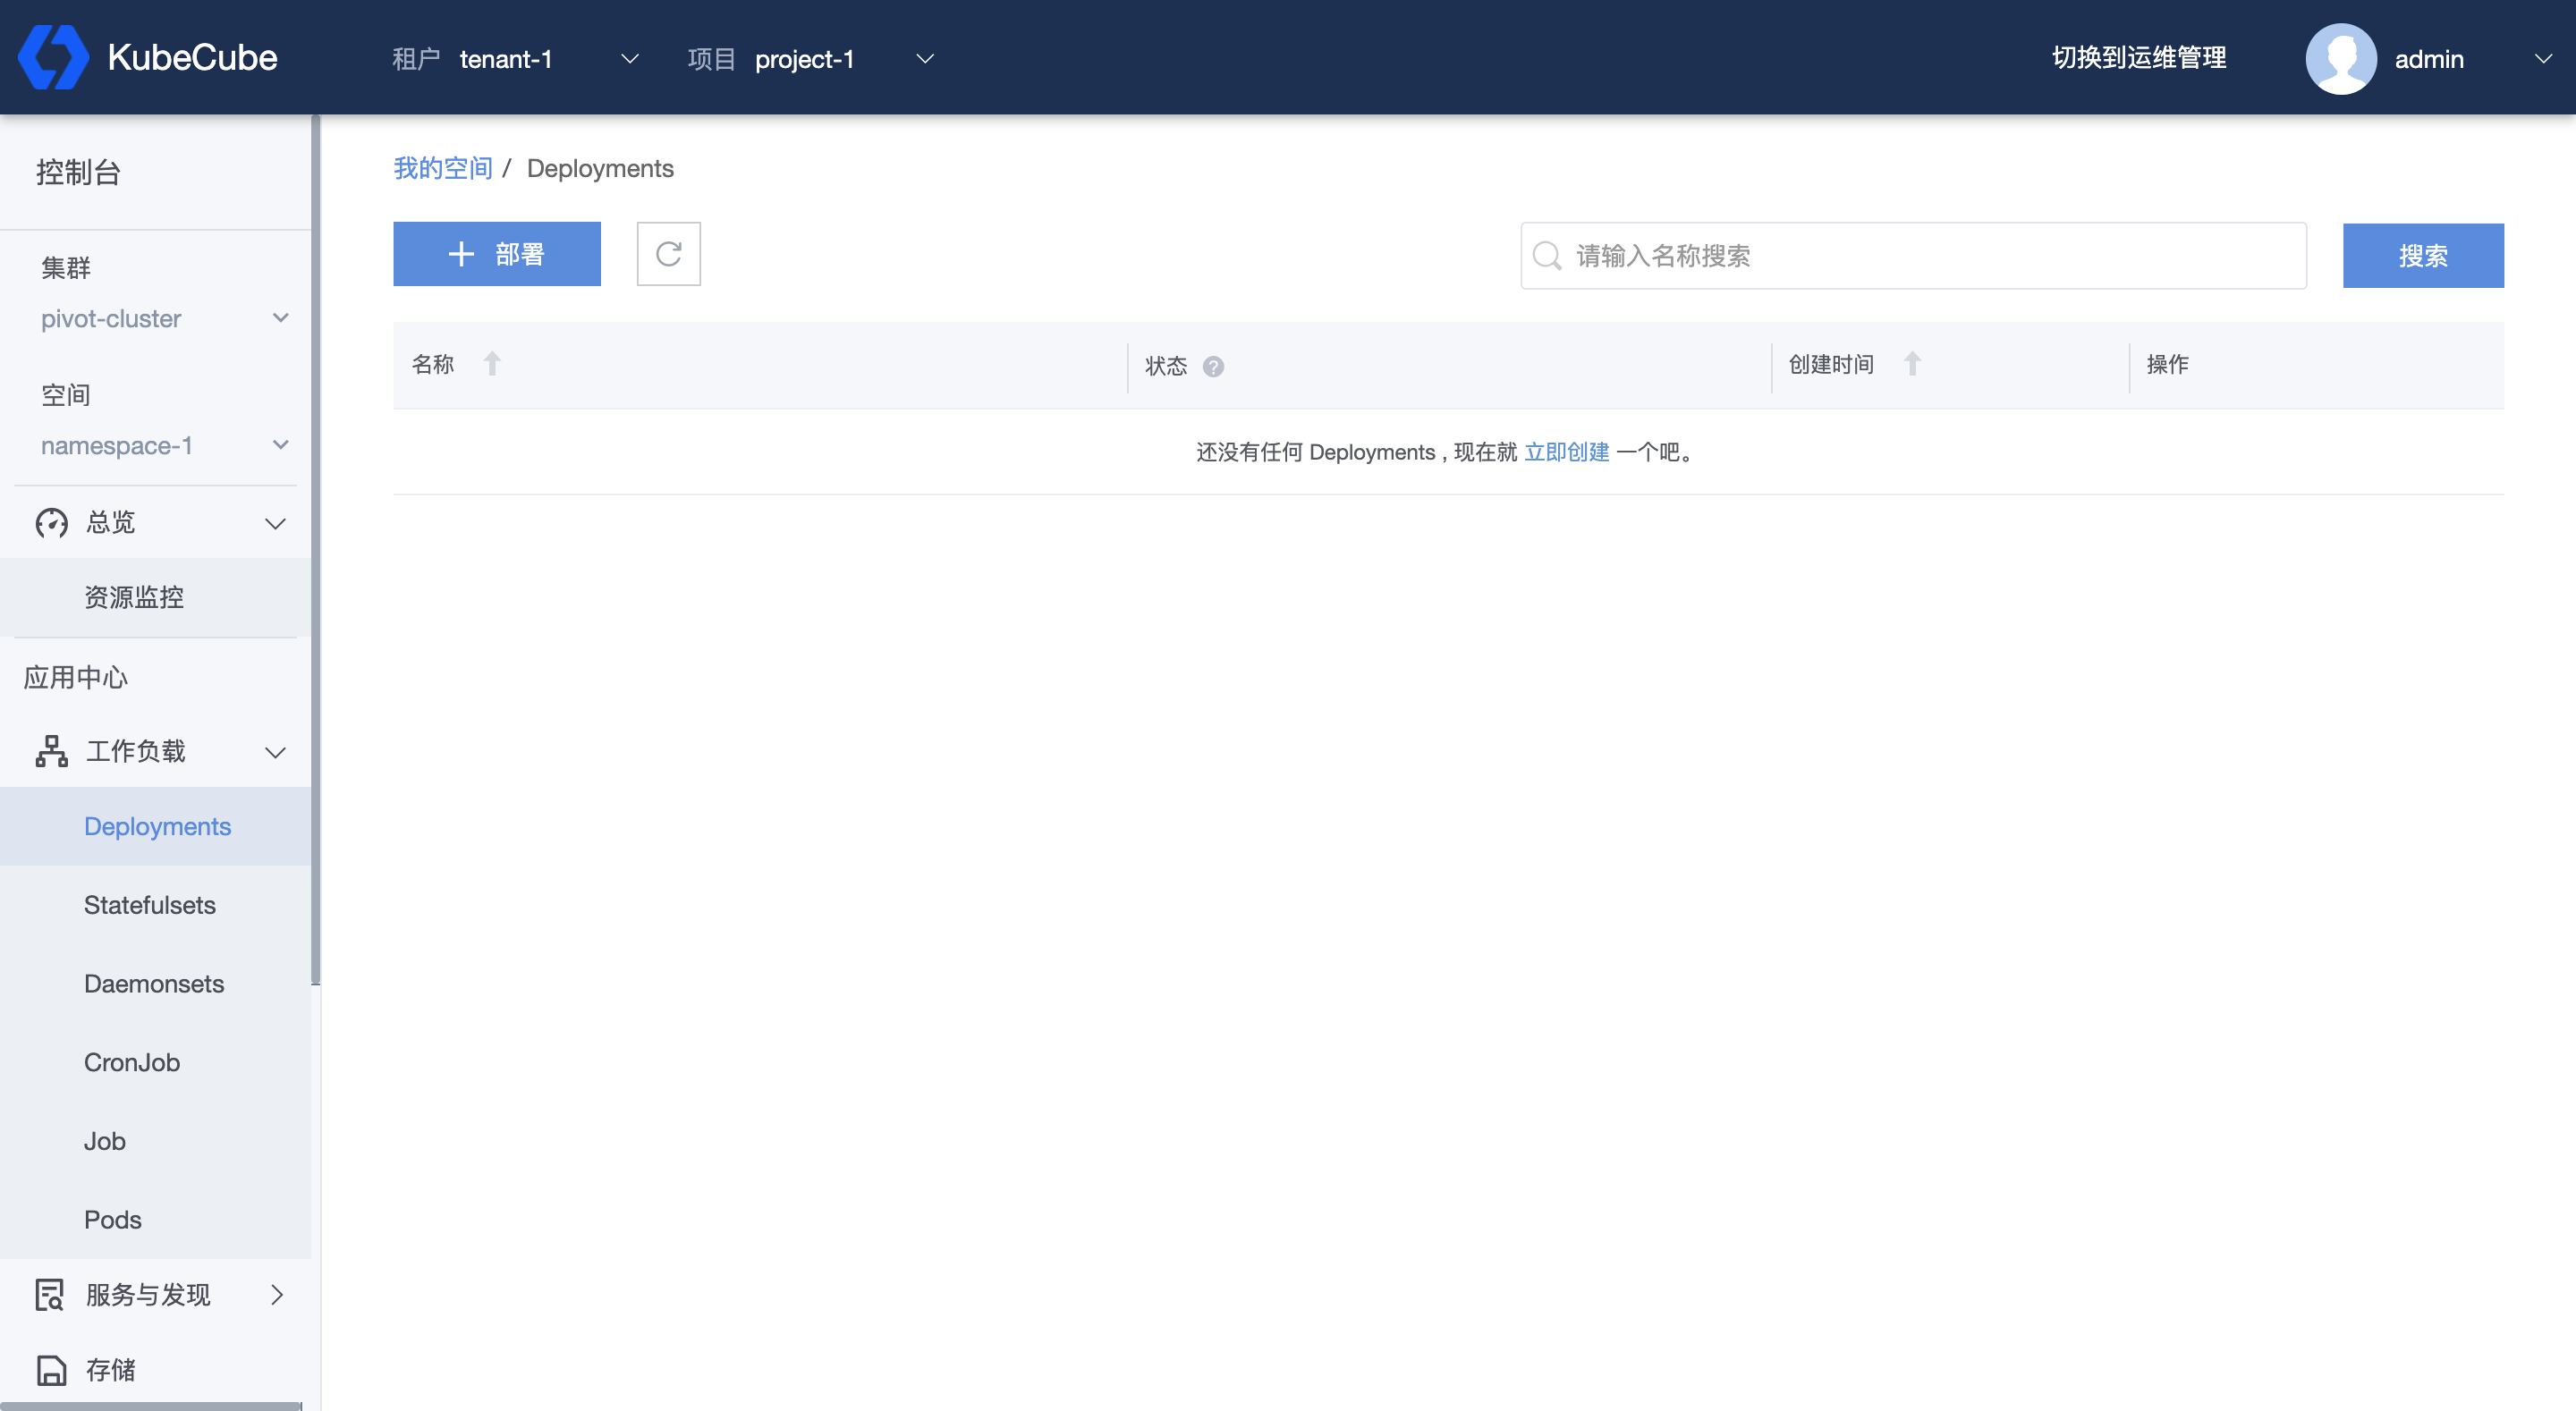 KubeCube 租户 tenant-1 项目 project-1 切换到运维管理 admin
控制台
集群
pivot-cluster
空间
namespace-1
总览
资源监控
应用中心
工作负载
Deployments
Statefulsets
Daemonsets
CronJob
Job
Pods
服务与发现
存储
我的空间 / Deployments
部署 请输入名称搜索 搜索
名称 状态 ? 创建时间 操作
还没有任何 Deployments , 现在就 立即创建 一个吧。